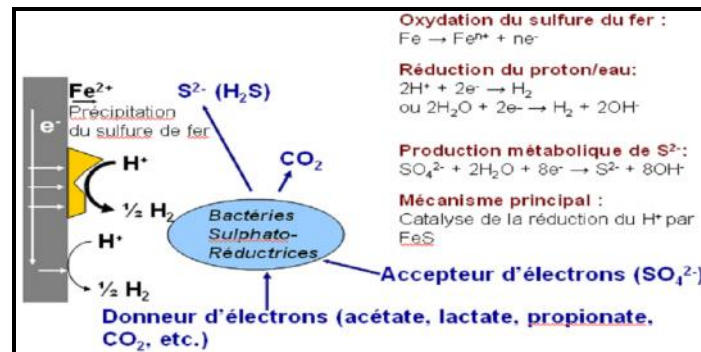 Oxydation du sulfure du fer :
Fe → Feⁿ⁺ + ne⁻
Réduction du proton/eau:
2H⁺ + 2e⁻ → H₂
ou 2H₂O + 2e- → H₂ + 2OH⁻
Production métabolique de S²⁻:
SO₄²⁻ + 2H₂O + 8e⁻ → S²⁻ + 8OH⁻
Mécanisme principal :
Catalyse de la réduction du H⁺ par
FeS
Fe²⁺
Précipitation
du sulfure de fer
e⁻
H⁺
½ H₂
H⁺
½ H₂
S²⁻ (H₂S)
CO₂
Bactéries
Sulphato-
Réductrices
Accepteur d'électrons (SO₄²⁻)
Donneur d'électrons (acétate, lactate, propionate,
CO₂, etc.)